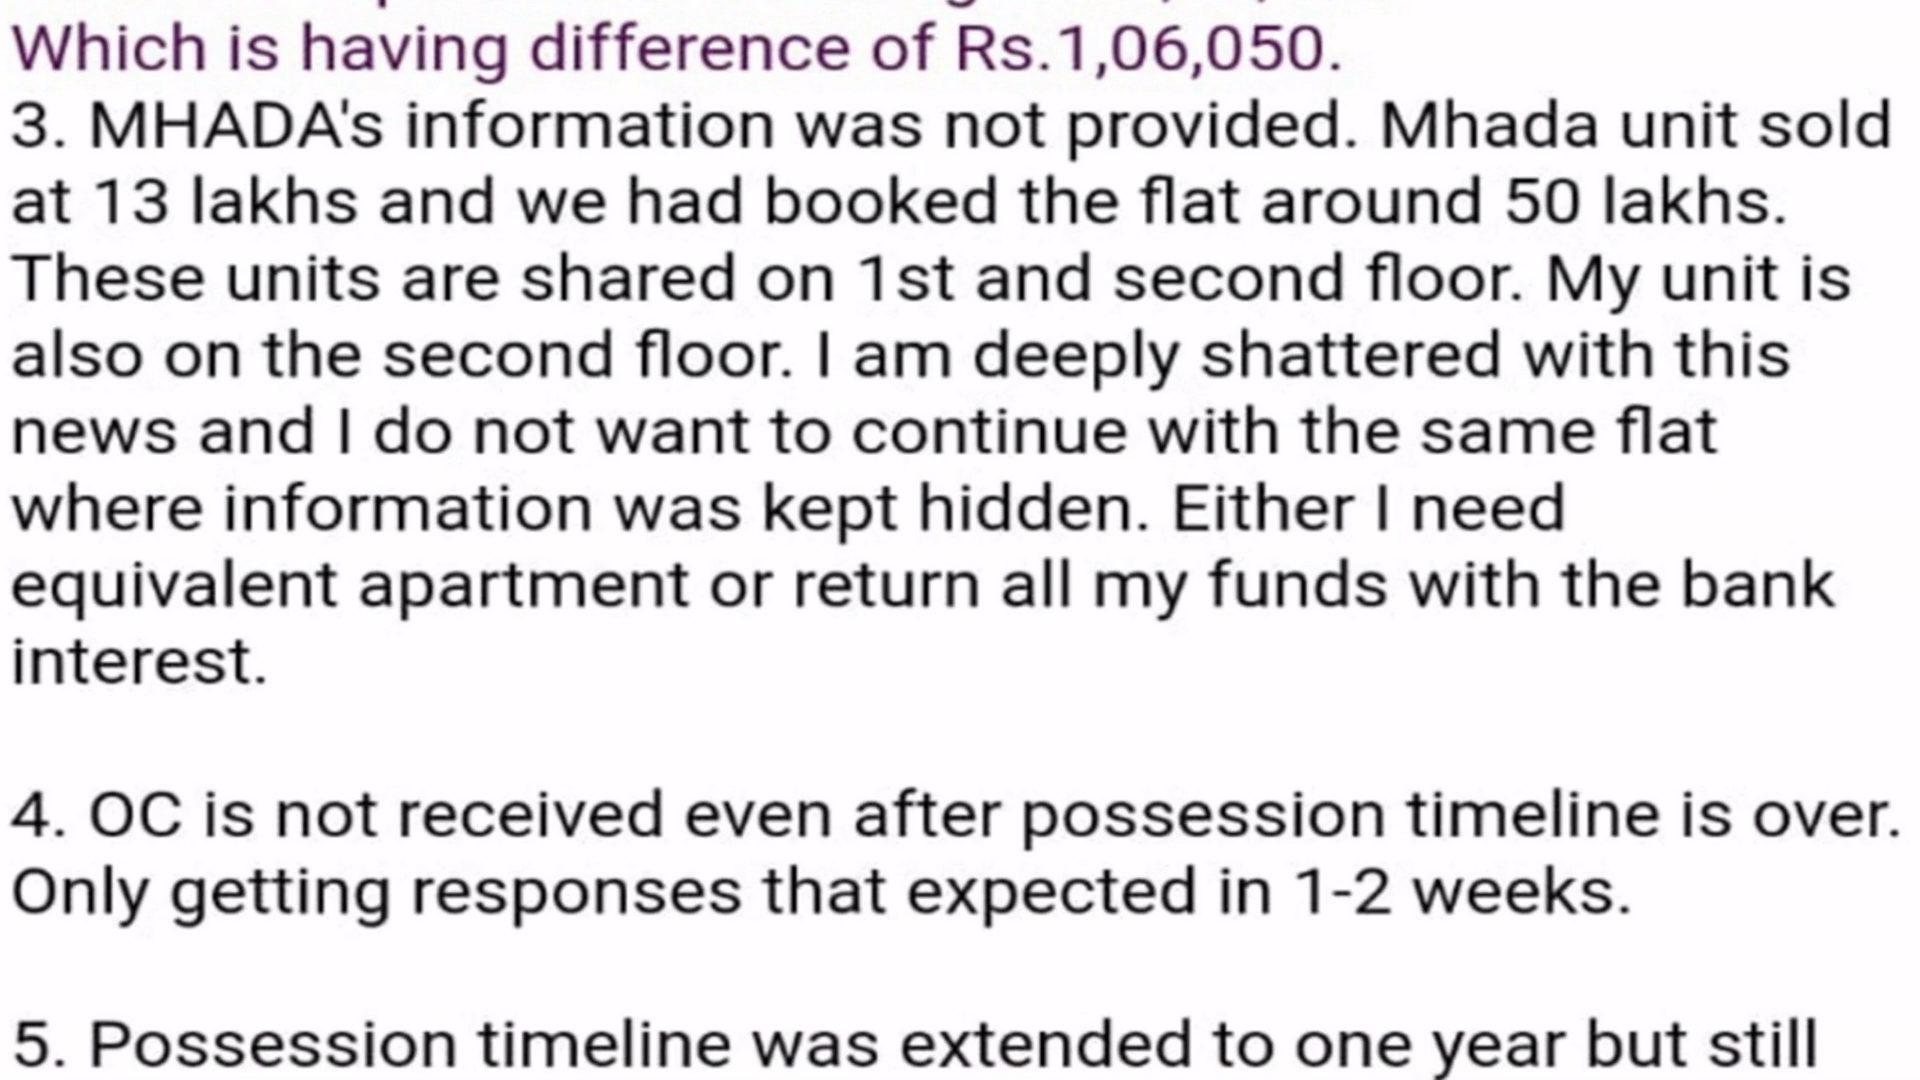 Which is having difference of Rs.1,06,050.
3. MHADA's information was not provided. Mhada unit sold
at 13 lakhs and we had booked the flat around 50 lakhs.
These units are shared on 1st and second floor. My unit is
also on the second floor. I am deeply shattered with this
news and I do not want to continue with the same flat
where information was kept hidden. Either I need
equivalent apartment or return all my funds with the bank
interest.
4. OC is not received even after possession timeline is over.
Only getting responses that expected in 1-2 weeks.
5. Possession timeline was extended to one year but still